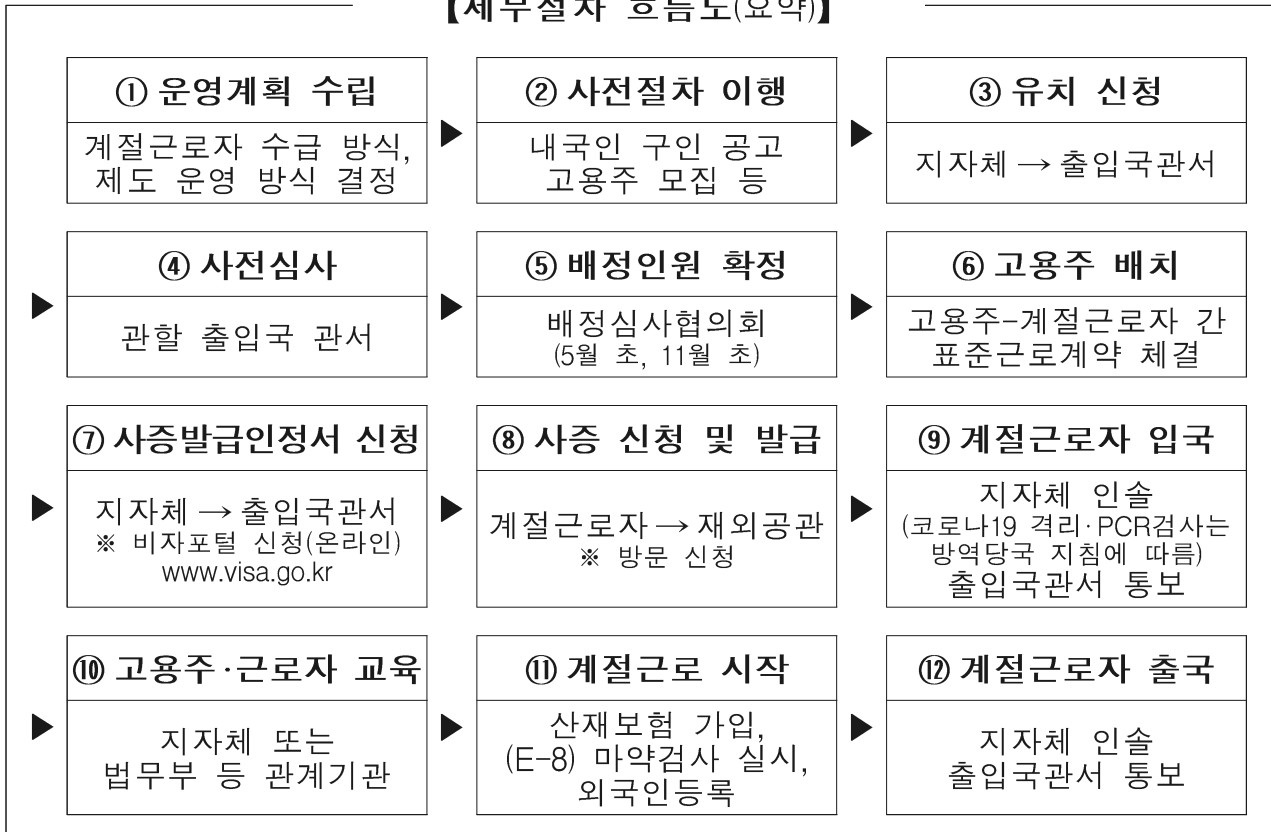 【세부절차 흐름도(요약)】
① 운영계획 수립
계절근로자 수급 방식,
제도 운영 방식 결정
▶
② 사전절차 이행
내국인 구인 공고
고용주 모집 등
▶
③ 유치 신청
지자체 → 출입국관서
▶
④ 사전심사
관할 출입국 관서
▶
⑤ 배정인원 확정
배정심사협의회
(5월 초, 11월 초)
▶
⑥ 고용주 배치
고용주-계절근로자 간
표준근로계약 체결
▶
⑦ 사증발급인정서 신청
지자체 → 출입국관서
※ 비자포털 신청(온라인)
www.visa.go.kr
▶
⑧ 사증 신청 및 발급
계절근로자 → 재외공관
※ 방문 신청
▶
⑨ 계절근로자 입국
지자체 인솔
(코로나19 격리·PCR검사는
방역당국 지침에 따름)
출입국관서 통보
▶
⑩ 고용주·근로자 교육
지자체 또는
법무부 등 관계기관
▶
⑪ 계절근로 시작
산재보험 가입,
(E-8) 마약검사 실시,
외국인등록
▶
⑫ 계절근로자 출국
지자체 인솔
출입국관서 통보